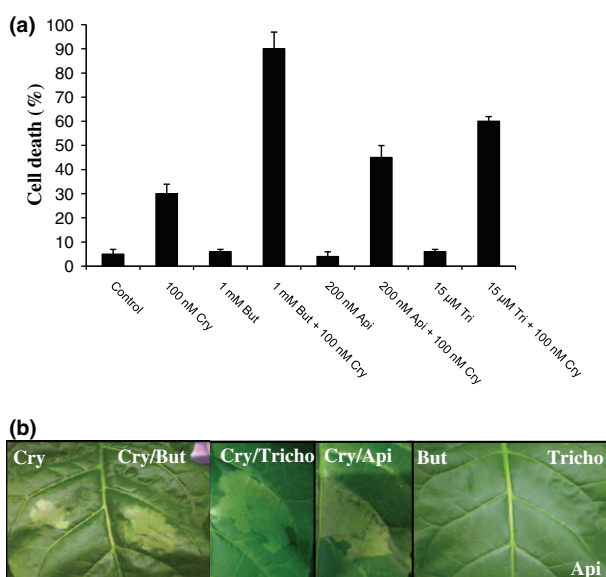 (a)
100
90
80
70
60
50
40
30
20
10
0
Cell death (%)
Control
100 nM Cry
1 mM But
1 mM But + 100 nM Cry
200 nM Api
200 nM Api + 100 nM Cry
15 µM Tri
15 µM Tri + 100 nM Cry
(b)
Cry
Cry/But
Cry/Tricho
Cry/Api
But
Tricho
Api